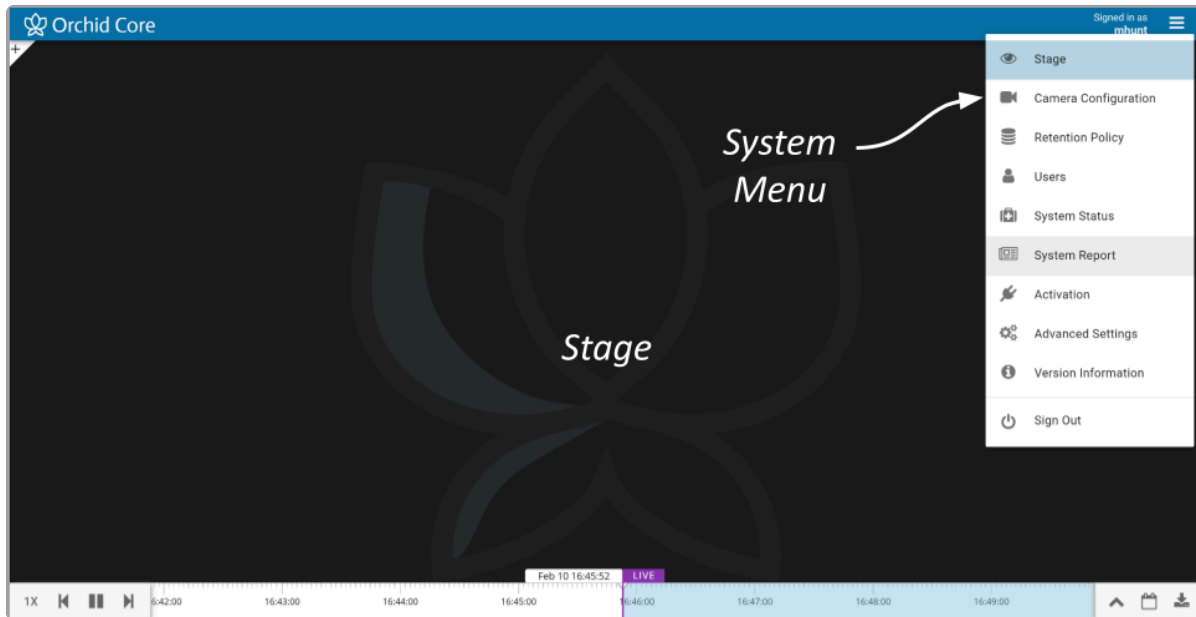 Orchid Core
Signed in as
mhunt
+
Stage
Camera Configuration
System
Menu
Retention Policy
Users
System Status
System Report
Activation
Advanced Settings
Stage
Version Information
Sign Out
Feb 10 16:45:52 LIVE
1X 6:42:00 16:43:00 16:44:00 16:45:00 16:46:00 16:47:00 16:48:00 16:49:00